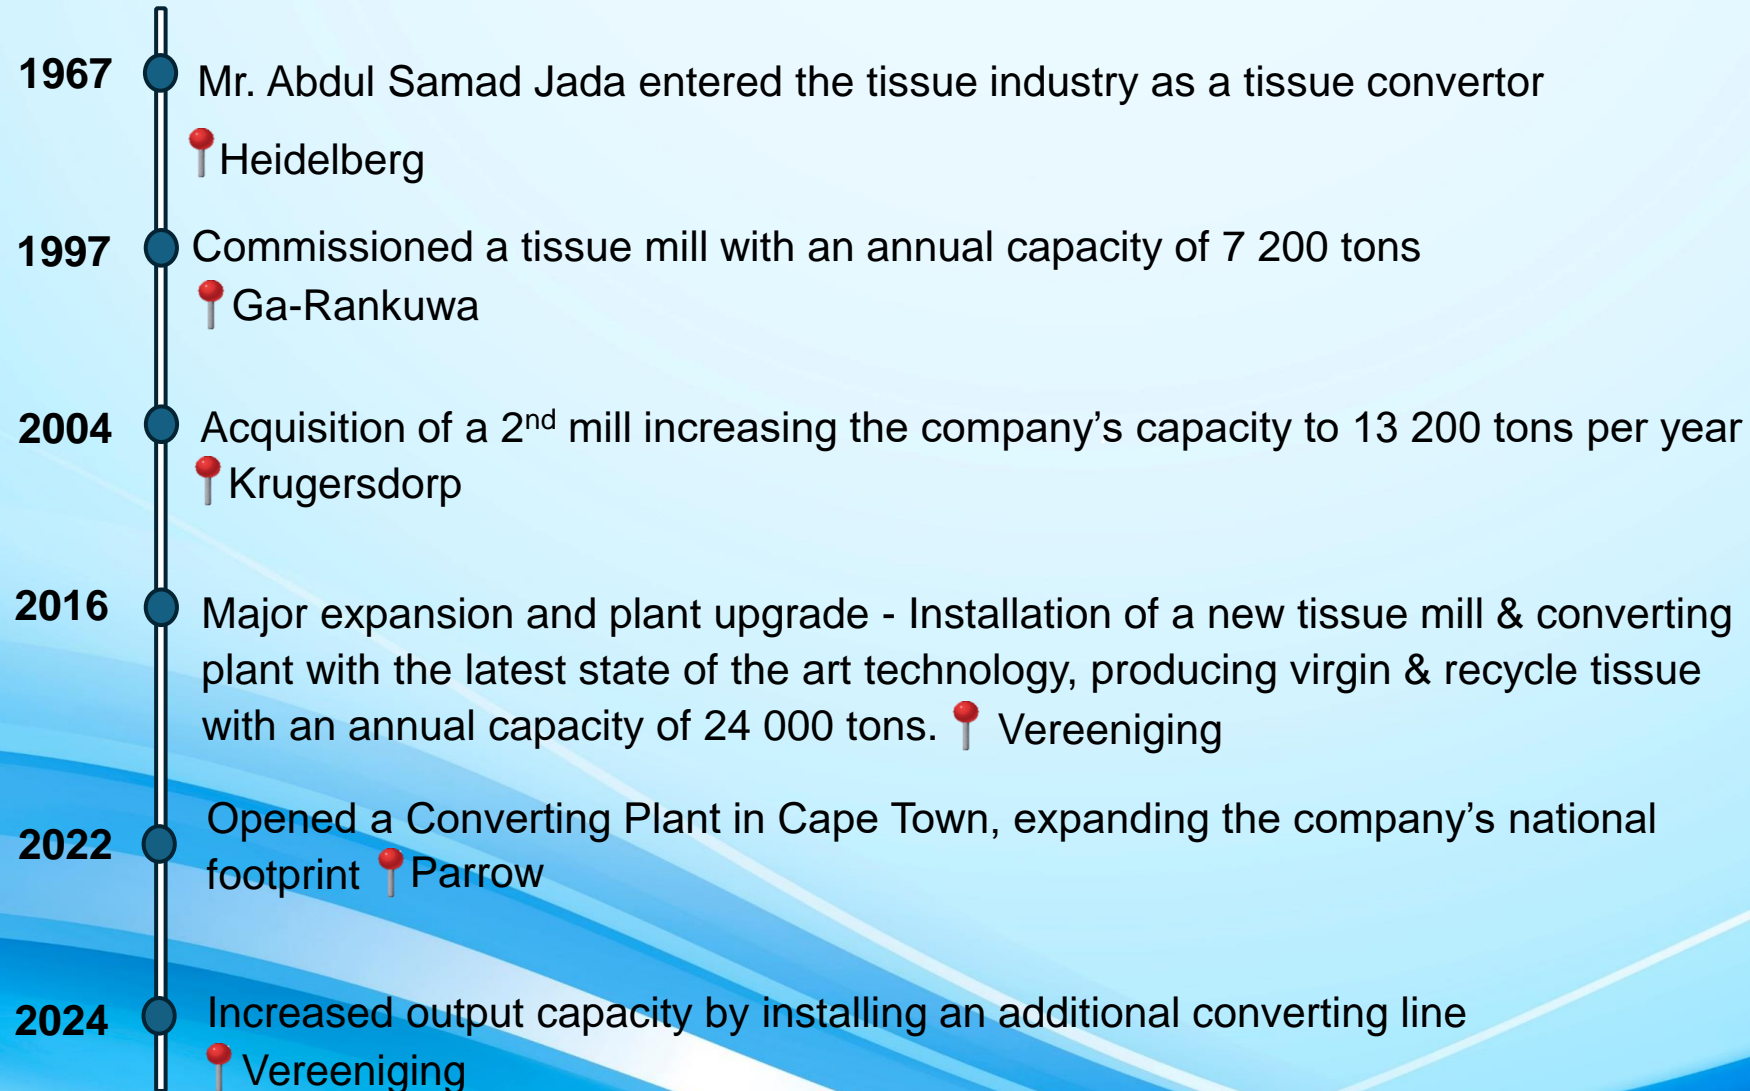 1967 Mr. Abdul Samad Jada entered the tissue industry as a tissue convertor
Heidelberg
1997 Commissioned a tissue mill with an annual capacity of 7 200 tons
Ga-Rankuwa
2004 Acquisition of a 2nd mill increasing the company’s capacity to 13 200 tons per year
Krugersdorp
2016 Major expansion and plant upgrade - Installation of a new tissue mill & converting
plant with the latest state of the art technology, producing virgin & recycle tissue
with an annual capacity of 24 000 tons. Vereeniging
2022 Opened a Converting Plant in Cape Town, expanding the company’s national
footprint Parrow
2024 Increased output capacity by installing an additional converting line
Vereeniging